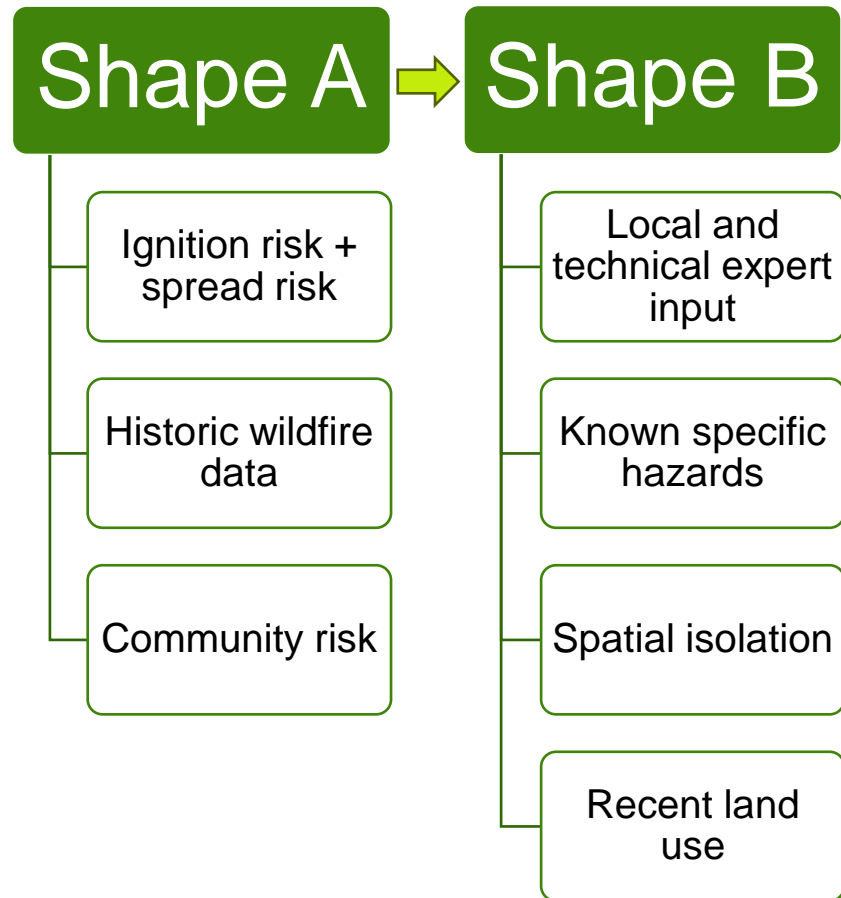 Shape A
Ignition risk +
spread risk
Historic wildfire
data
Community risk
Shape B
Local and
technical expert
input
Known specific
hazards
Spatial isolation
Recent land
use